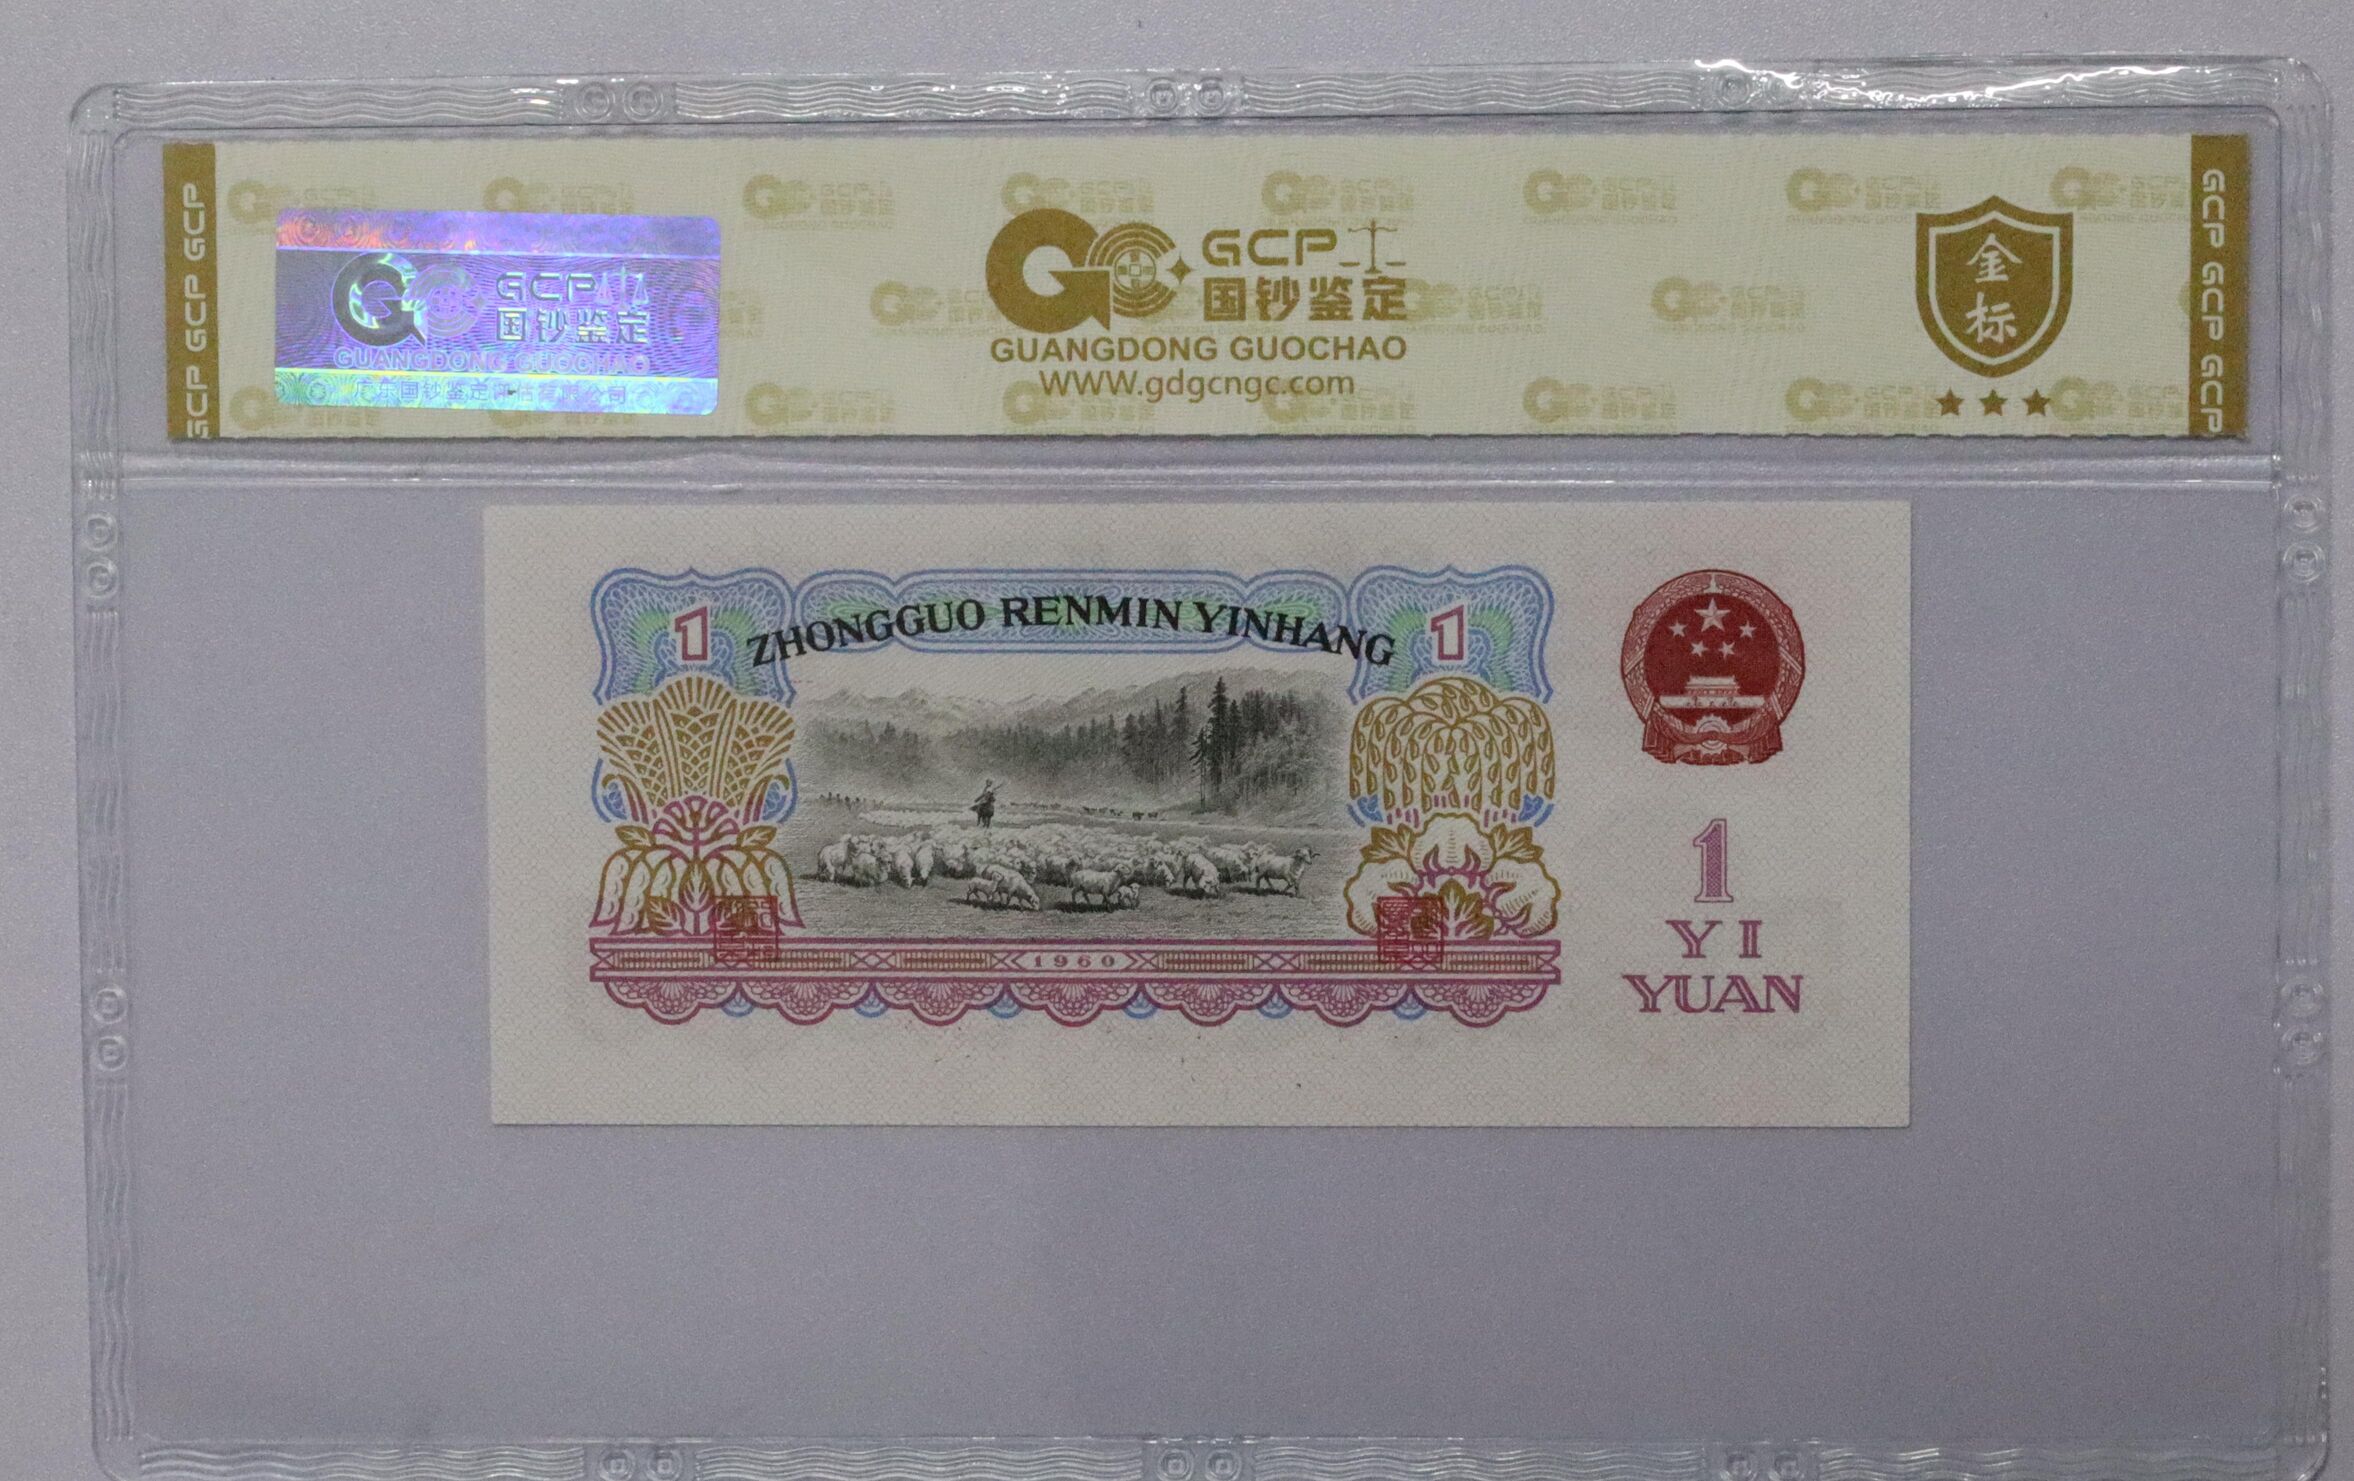 GCP GCP GCP
GCP
国钞鉴定
GUANGDONG GUOCHAO
广东国钞鉴定评估有限公司
GCP
国钞鉴定
GUANGDONG GUOCHAO
WWW.gdgcngc.com
金标
GCP GCP GCP
1 ZHONGGUO RENMIN YINHANG 1
1960
1
YI
YUAN